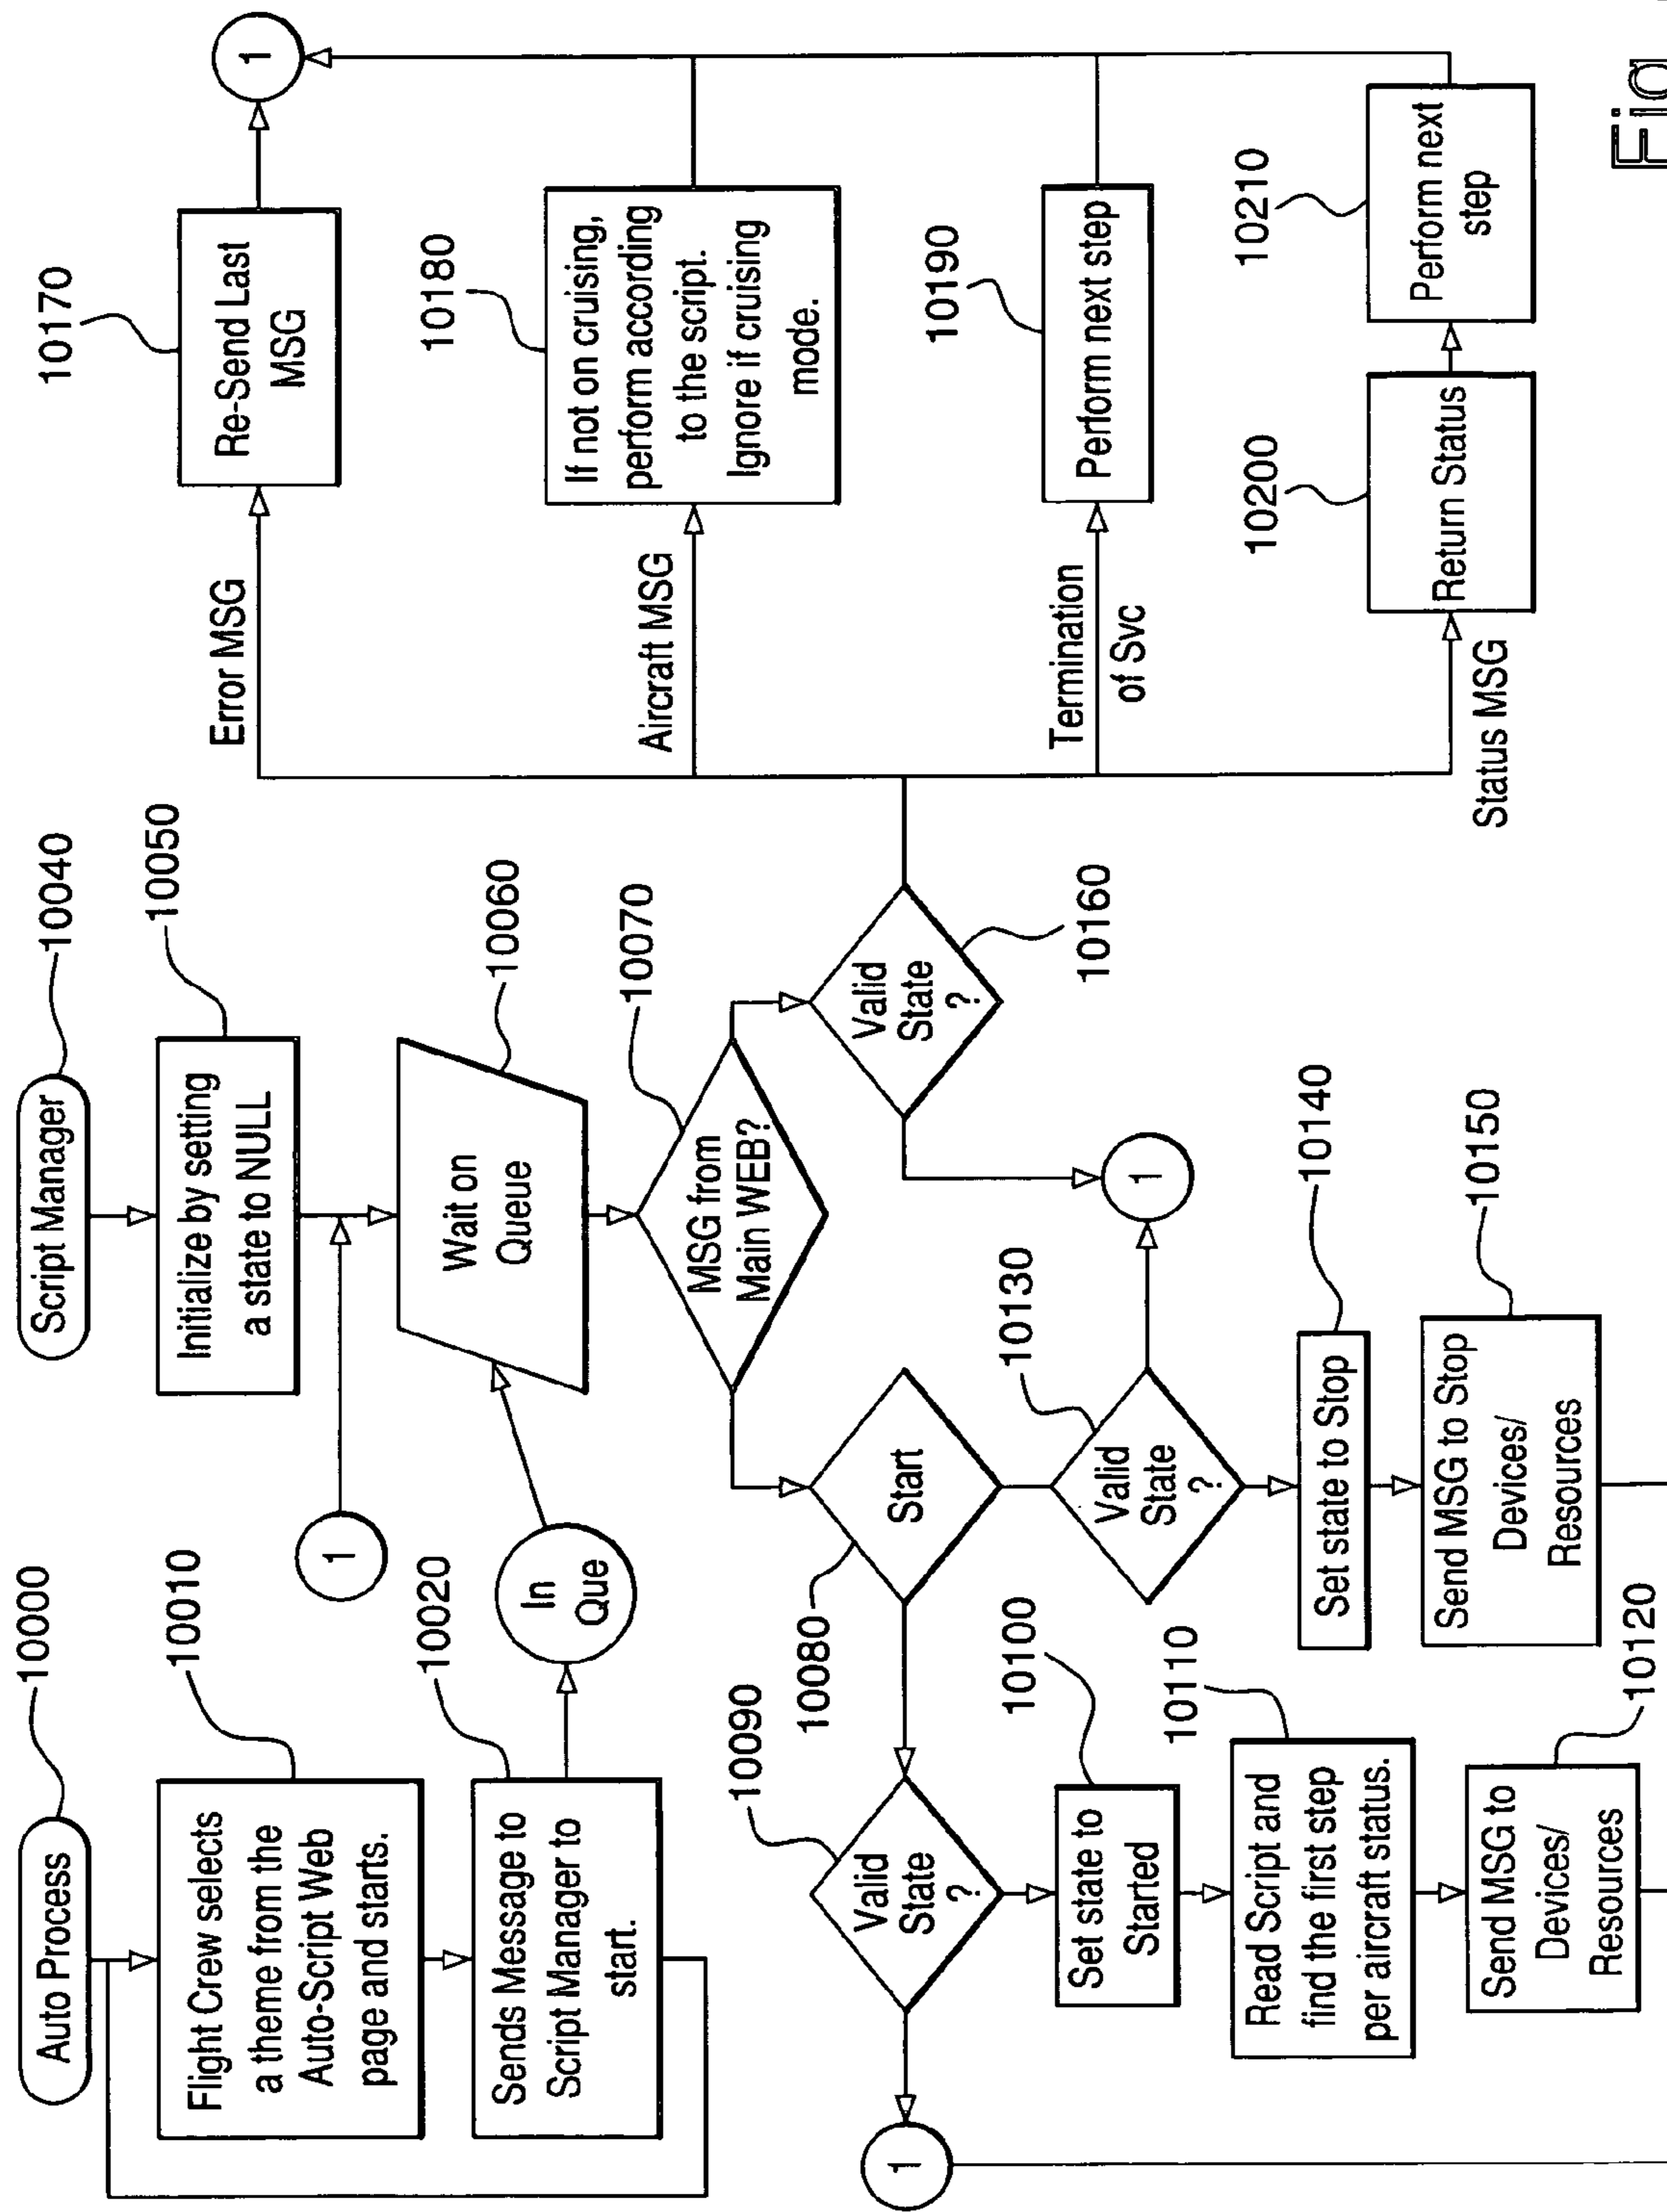 Auto Process
10000
Flight Crew selects
a theme from the
Auto-Script Web
page and starts.
10010
Sends Message to
Script Manager to
start.
10020
In
Que
1
Script Manager
10040
Initialize by setting
a state to NULL
10050
Wait on
Queue
10060
MSG from
Main WEB?
10070
Start
10080
Valid
State
?
10090
1
Set state to
Started
10100
Read Script and
find the first step
per aircraft status.
10110
Send MSG to
Devices/
Resources
10120
Valid
State
?
10130
1
Set state to Stop
10140
Send MSG to Stop
Devices/
Resources
10150
Valid
State
?
10160
Error MSG
Re-Send Last
MSG
10170
1
Aircraft MSG
If not on cruising,
perform according
to the script.
Ignore if cruising
mode.
10180
Termination
of Svc
Perform next step
10190
Status MSG
Return Status
10200
Perform next
step
10210